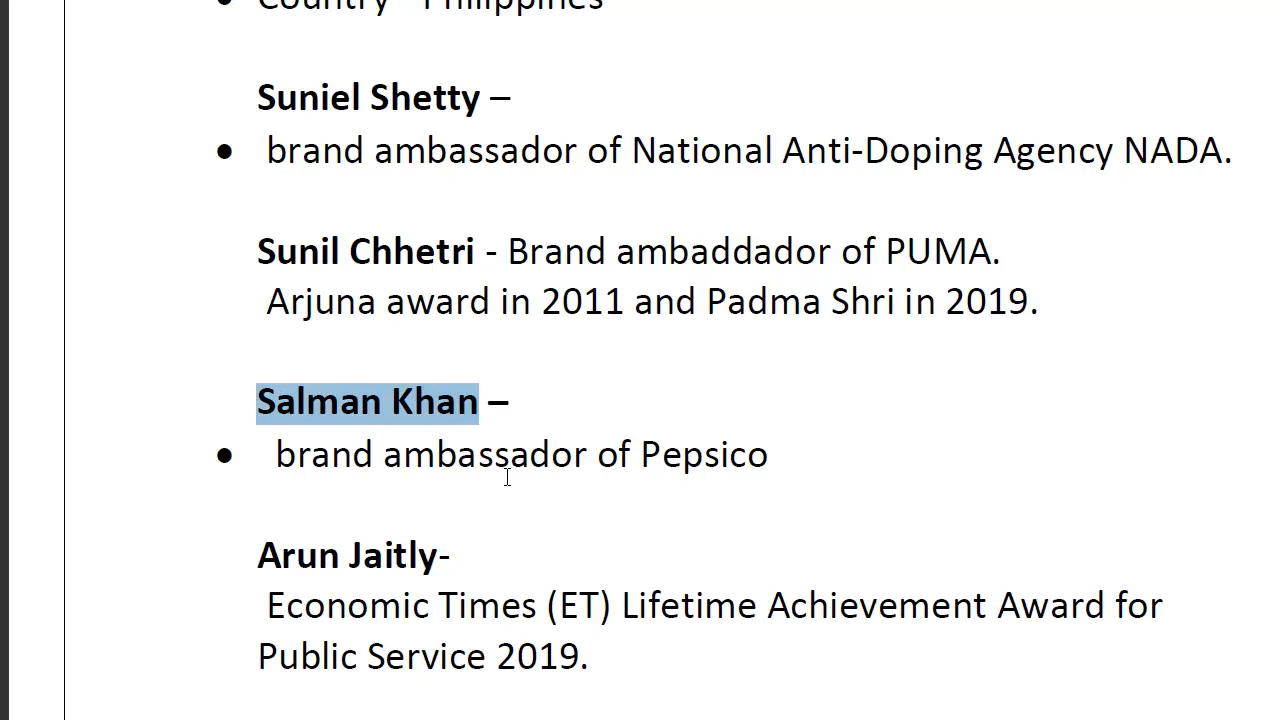 • Country - Philippines
Suniel Shetty –
• brand ambassador of National Anti-Doping Agency NADA.
Sunil Chhetri - Brand ambaddador of PUMA.
Arjuna award in 2011 and Padma Shri in 2019.
Salman Khan –
• brand ambassador of Pepsico
Arun Jaitly-
Economic Times (ET) Lifetime Achievement Award for
Public Service 2019.